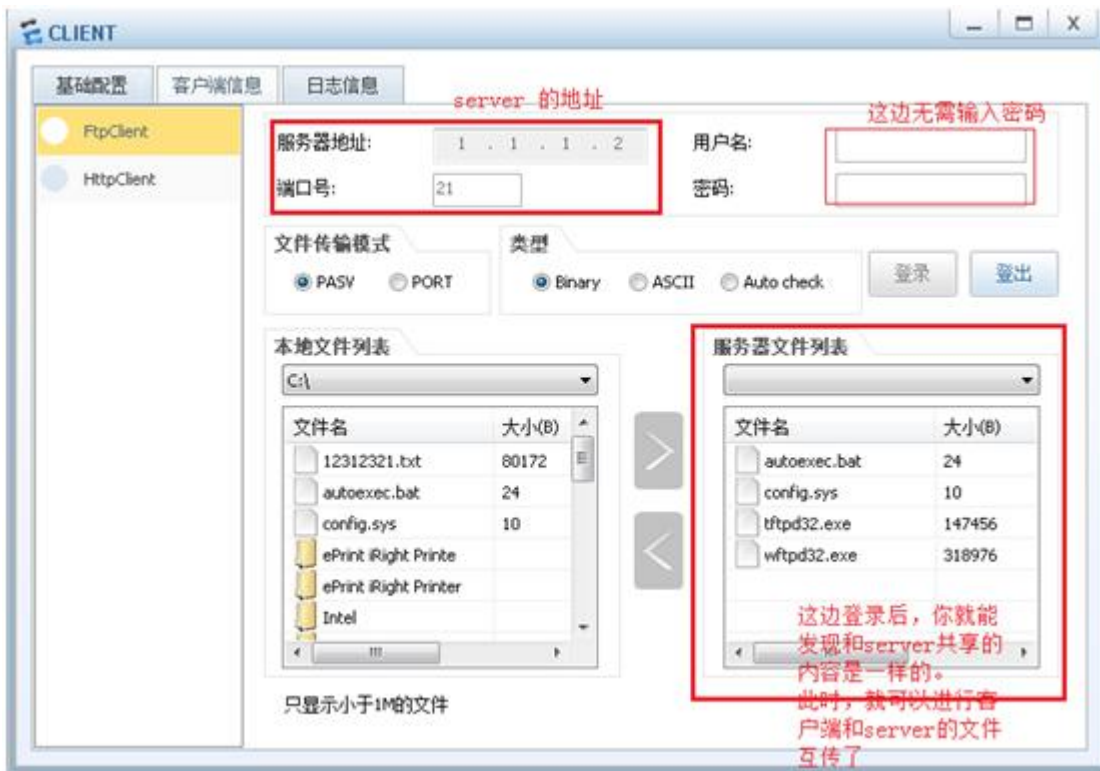 CLIENT
基础配置 客户端信息 日志信息
server 的地址
这边无需输入密码
FtpClient
HttpClient
服务器地址: 1 . 1 . 1 . 2
用户名:
端口号: 21
密码:
文件传输模式
PASV PORT
类型
Binary ASCII Auto check
登录 登出
本地文件列表
C:\
文件名 大小(B)
12312321.txt 80172
autoexec.bat 24
config.sys 10
ePrint iRight Printe
ePrint iRight Printer
Intel
只显示小于1M的文件
服务器文件列表
文件名 大小(B)
autoexec.bat 24
config.sys 10
tftpd32.exe 147456
wftpd32.exe 318976
这边登录后，你就能
发现和server共享的
内容是一样的。
此时，就可以进行客
户端和server的文件
互传了